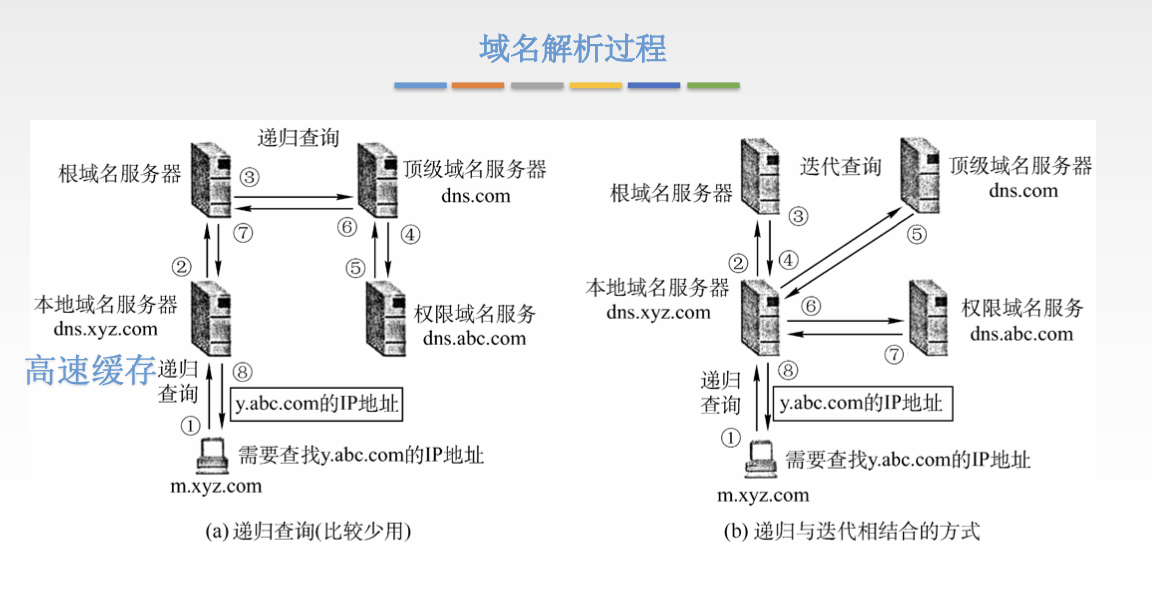 域名解析过程
递归查询
根域名服务器
③
顶级域名服务器
dns.com
⑥
⑦
④
②
⑤
本地域名服务器
dns.xyz.com
权限域名服务
dns.abc.com
高速缓存
递归
查询
⑧
y.abc.com的IP地址
①
需要查找y.abc.com的IP地址
m.xyz.com
(a) 递归查询(比较少用)
迭代查询
顶级域名服务器
dns.com
根域名服务器
③
⑤
②
④
本地域名服务器
dns.xyz.com
⑥
权限域名服务
dns.abc.com
⑦
递归
查询
⑧
y.abc.com的IP地址
①
需要查找y.abc.com的IP地址
m.xyz.com
(b) 递归与迭代相结合的方式